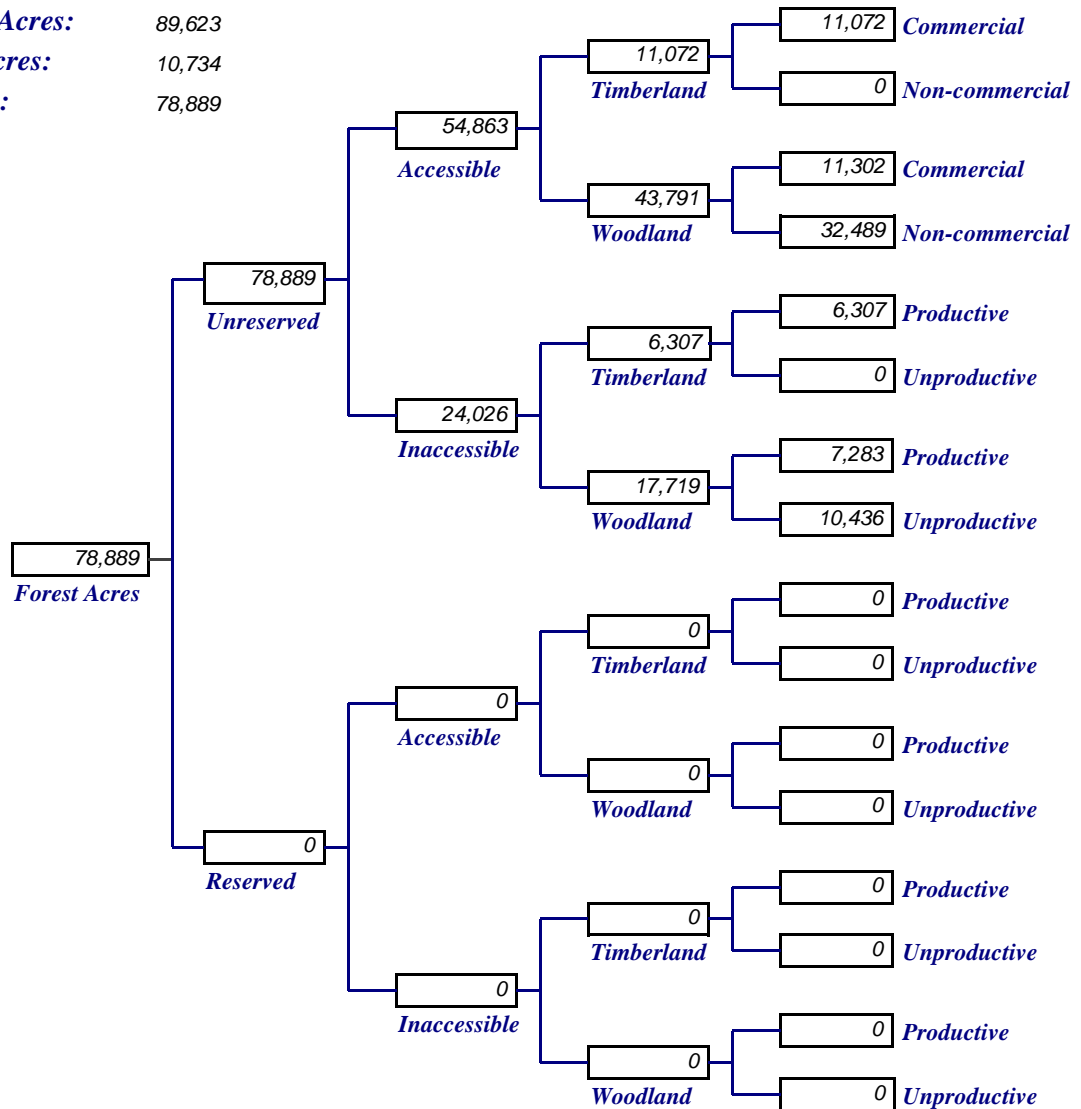 Acres: 89,623
cres: 10,734
: 78,889
11,072 Commercial
11,072
Timberland
0 Non-commercial
54,863
Accessible
11,302 Commercial
43,791
Woodland
32,489 Non-commercial
78,889
Unreserved
6,307 Productive
6,307
Timberland
0 Unproductive
24,026
Inaccessible
7,283 Productive
17,719
Woodland
10,436 Unproductive
78,889
Forest Acres
0 Productive
0
Timberland
0 Unproductive
0
Accessible
0 Productive
0
Woodland
0 Unproductive
0
Reserved
0 Productive
0
Timberland
0 Unproductive
0
Inaccessible
0 Productive
0
Woodland
0 Unproductive